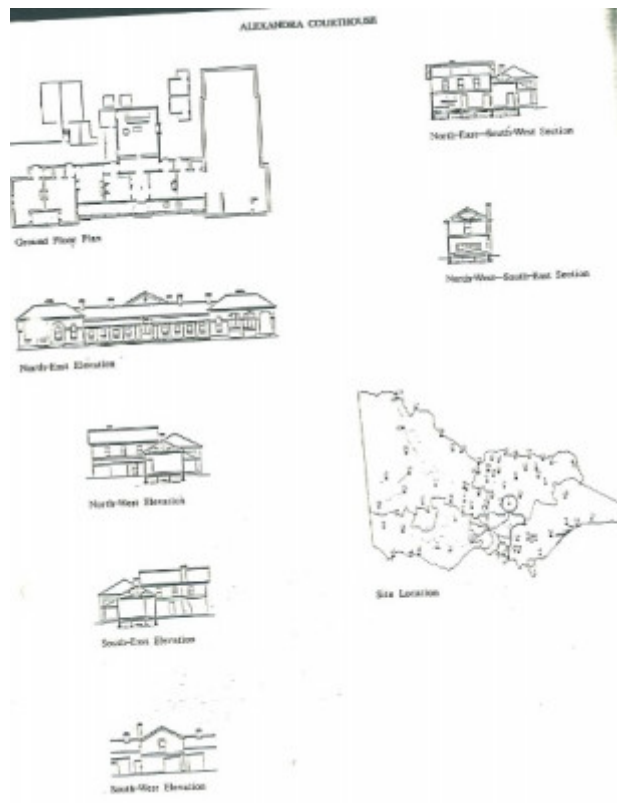 ALEXANDRA COURTHOUSE
Ground Floor Plan
North-East Elevation
North-West Elevation
South-East Elevation
South-West Elevation
North-East—South-West Section
North-West—South-East Section
Site Location